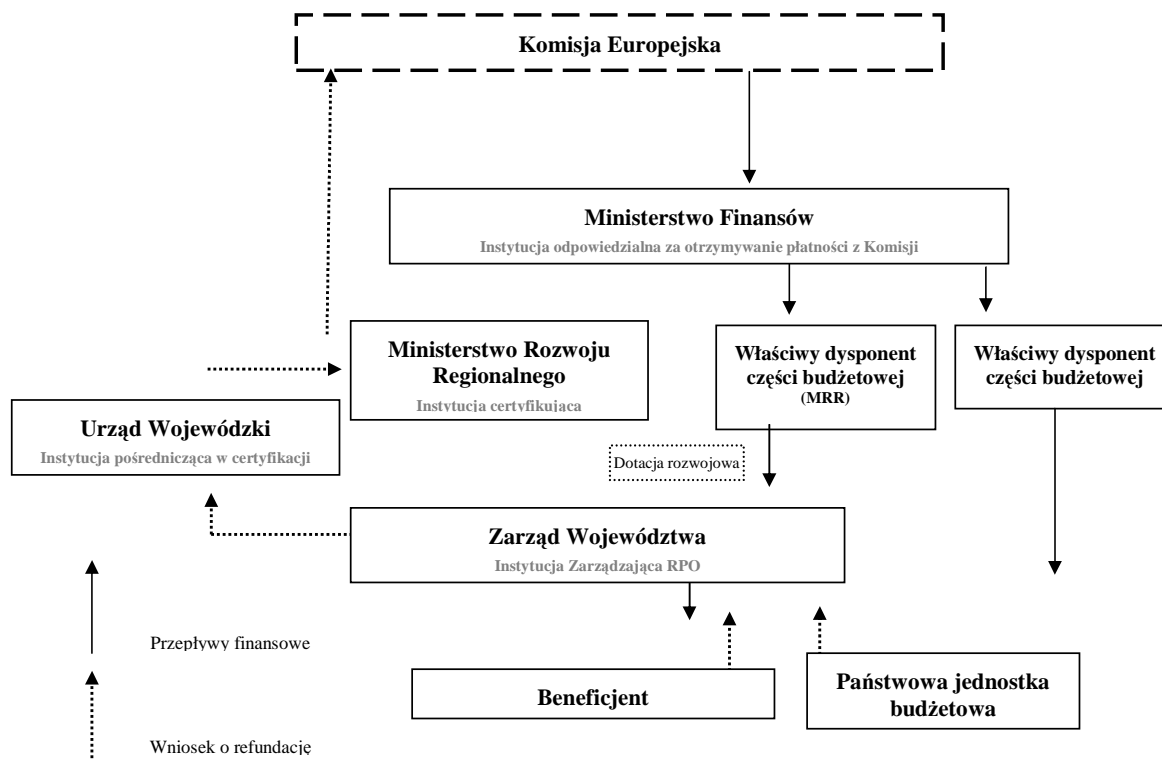 Komisja Europejska
Ministerstwo Finansów
Instytucja odpowiedzialna za otrzymywanie płatności z Komisji
Ministerstwo Rozwoju
Regionalnego
Instytucja certyfikująca
Właściwy dysponent
części budżetowej
(MRR)
Właściwy dysponent
części budżetowej
Urząd Wojewódzki
Instytucja pośrednicząca w certyfikacji
Dotacja rozwojowa
Zarząd Województwa
Instytucja Zarządzająca RPO
Przepływy finansowe
Beneficjent
Państwowa jednostka
budżetowa
Wniosek o refundację